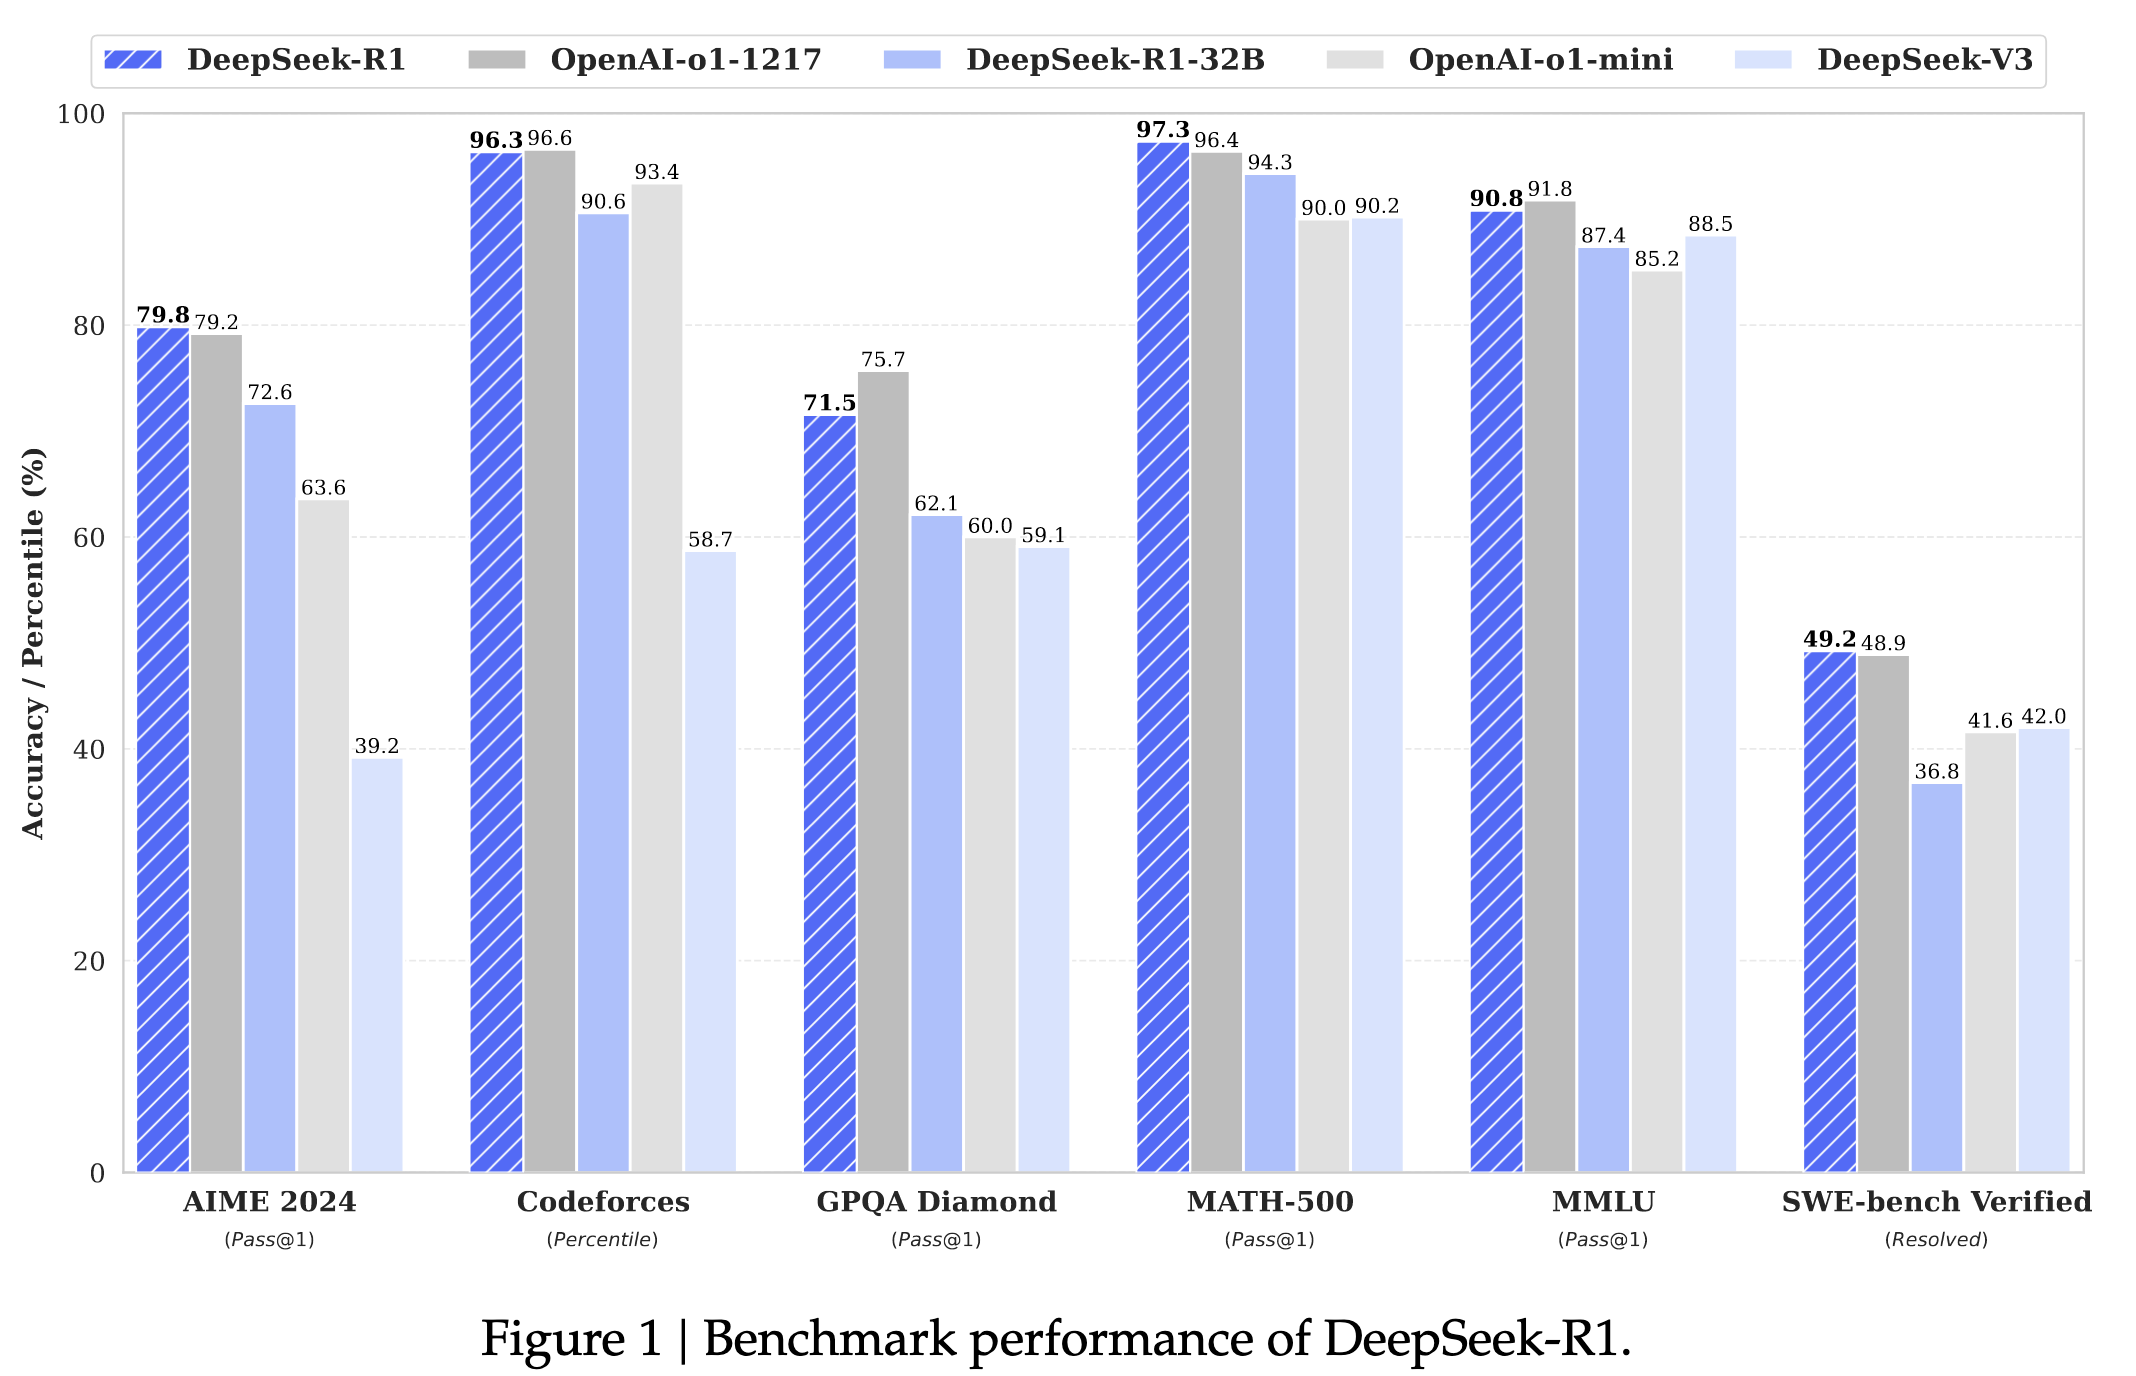 DeepSeek-R1 OpenAI-o1-1217 DeepSeek-R1-32B OpenAI-o1-mini DeepSeek-V3
Accuracy / Percentile (%)
100
80
60
40
20
0
79.8 79.2 72.6 63.6 39.2
96.3 96.6 90.6 93.4 58.7
71.5 75.7 62.1 60.0 59.1
97.3 96.4 94.3 90.0 90.2
90.8 91.8 87.4 85.2 88.5
49.2 48.9 36.8 41.6 42.0
AIME 2024 Codeforces GPQA Diamond MATH-500 MMLU SWE-bench Verified
(Pass@1) (Percentile) (Pass@1) (Pass@1) (Pass@1) (Resolved)
Figure 1 | Benchmark performance of DeepSeek-R1.